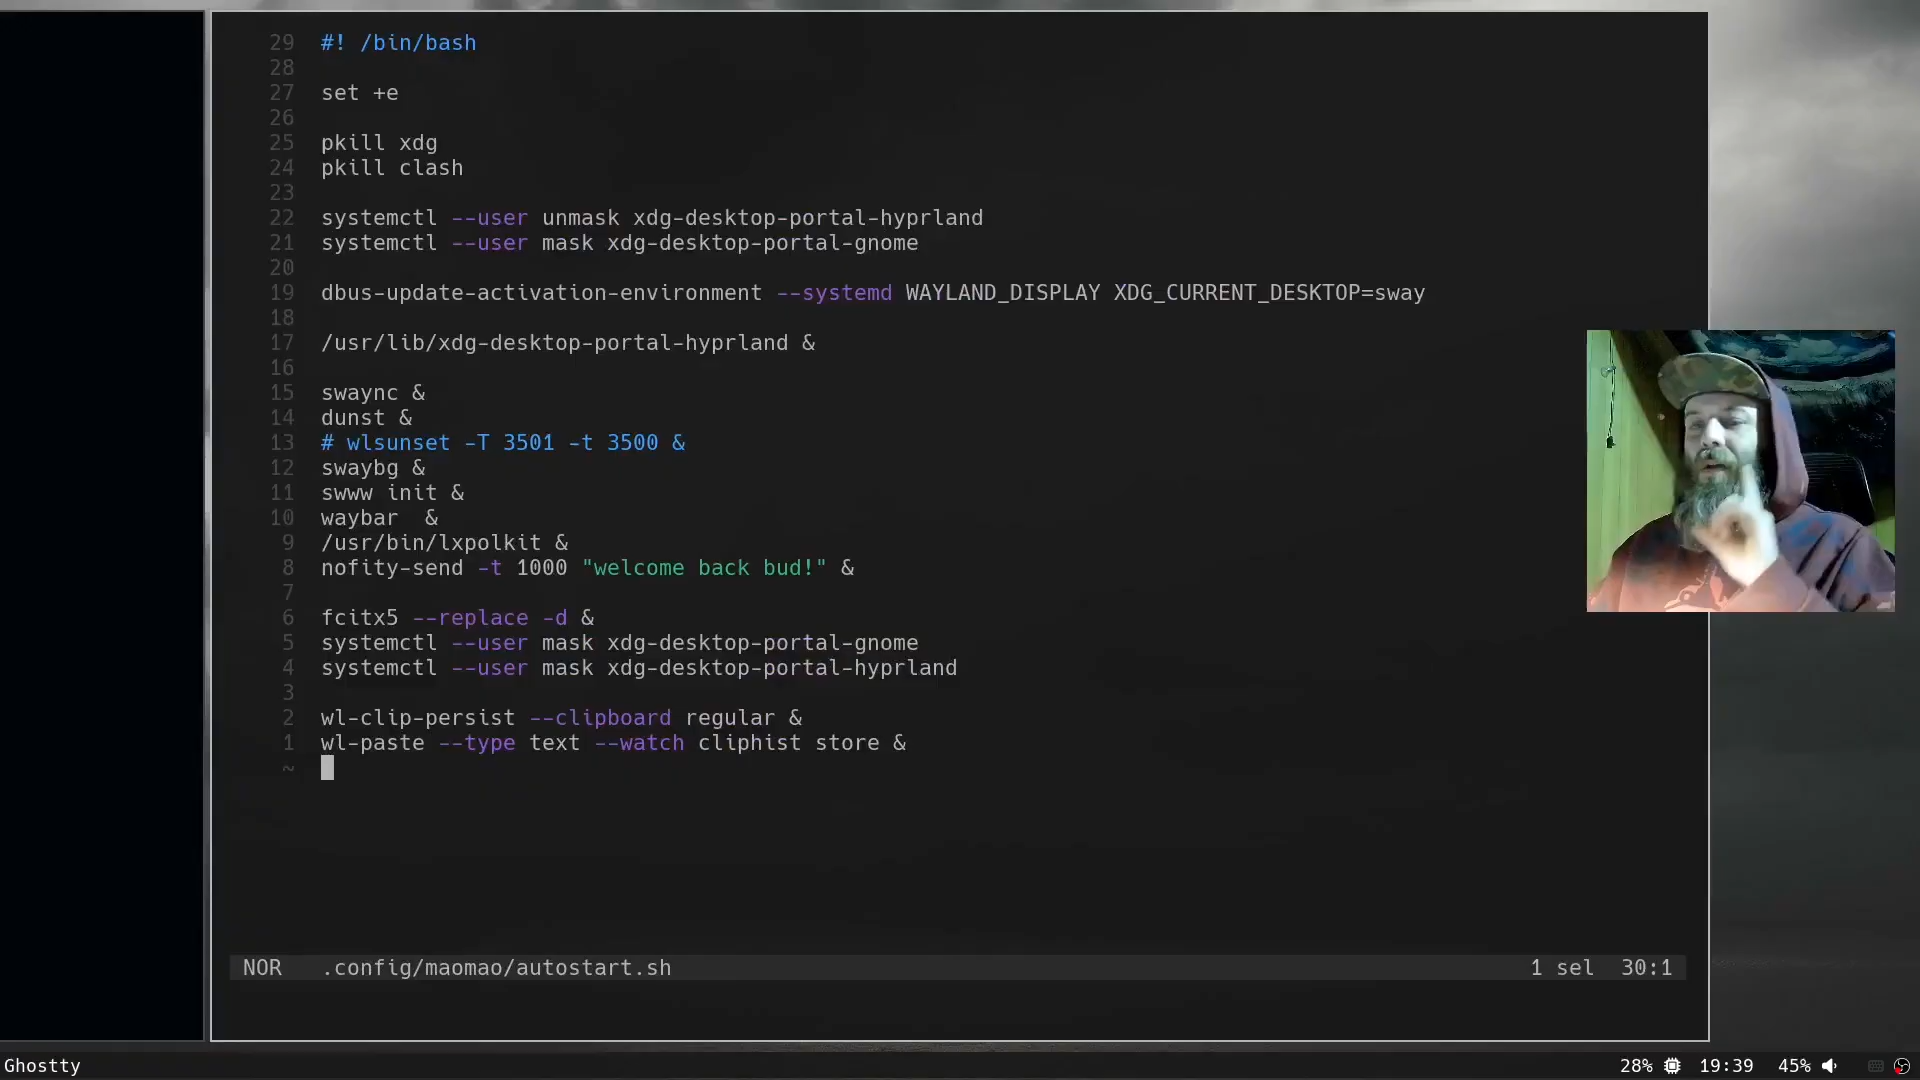 29 #! /bin/bash
28
27 set +e
26
25 pkill xdg
24 pkill clash
23
22 systemctl --user unmask xdg-desktop-portal-hyprland
21 systemctl --user mask xdg-desktop-portal-gnome
20
19 dbus-update-activation-environment --systemd WAYLAND_DISPLAY XDG_CURRENT_DESKTOP=sway
18
17 /usr/lib/xdg-desktop-portal-hyprland &
16
15 swaync &
14 dunst &
13 # wlsunset -T 3501 -t 3500 &
12 swaybg &
11 swww init &
10 waybar  &
9 /usr/bin/lxpolkit &
8 nofity-send -t 1000 "welcome back bud!" &
7
6 fcitx5 --replace -d &
5 systemctl --user mask xdg-desktop-portal-gnome
4 systemctl --user mask xdg-desktop-portal-hyprland
3
2 wl-clip-persist --clipboard regular &
1 wl-paste --type text --watch cliphist store &
~
NOR .config/maomao/autostart.sh 1 sel 30:1
Ghostty 28% 19:39 45%